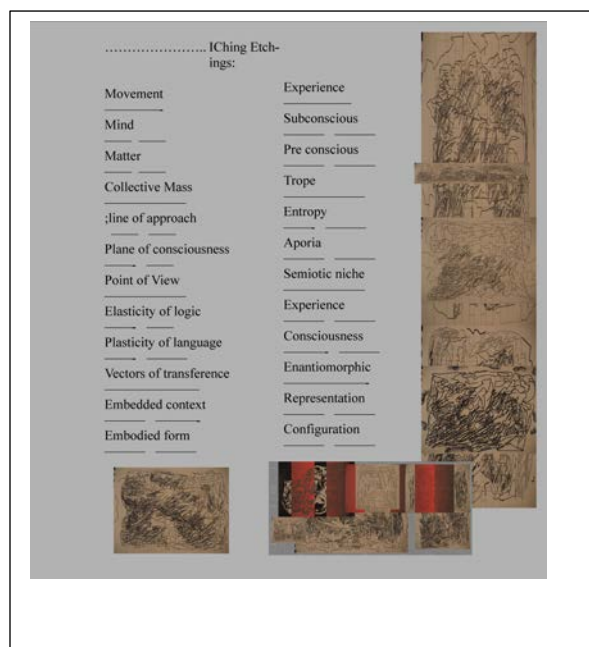 …………………….. IChing Etch-
ings:
Movement
Mind
Matter
Collective Mass
;line of approach
Plane of consciousness
Point of View
Elasticity of logic
Plasticity of language
Vectors of transference
Embedded context
Embodied form
Experience
Subconscious
Pre conscious
Trope
Entropy
Aporia
Semiotic niche
Experience
Consciousness
Enantiomorphic
Representation
Configuration